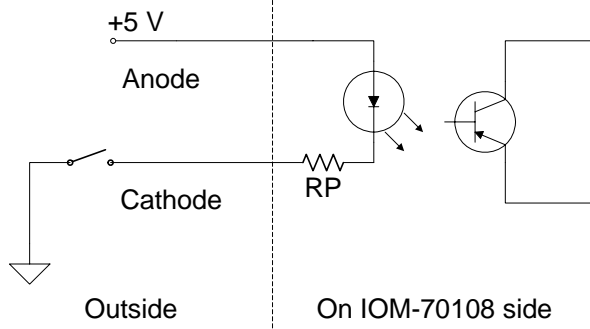 +5 V
Anode
Cathode
RP
Outside
On IOM-70108 side